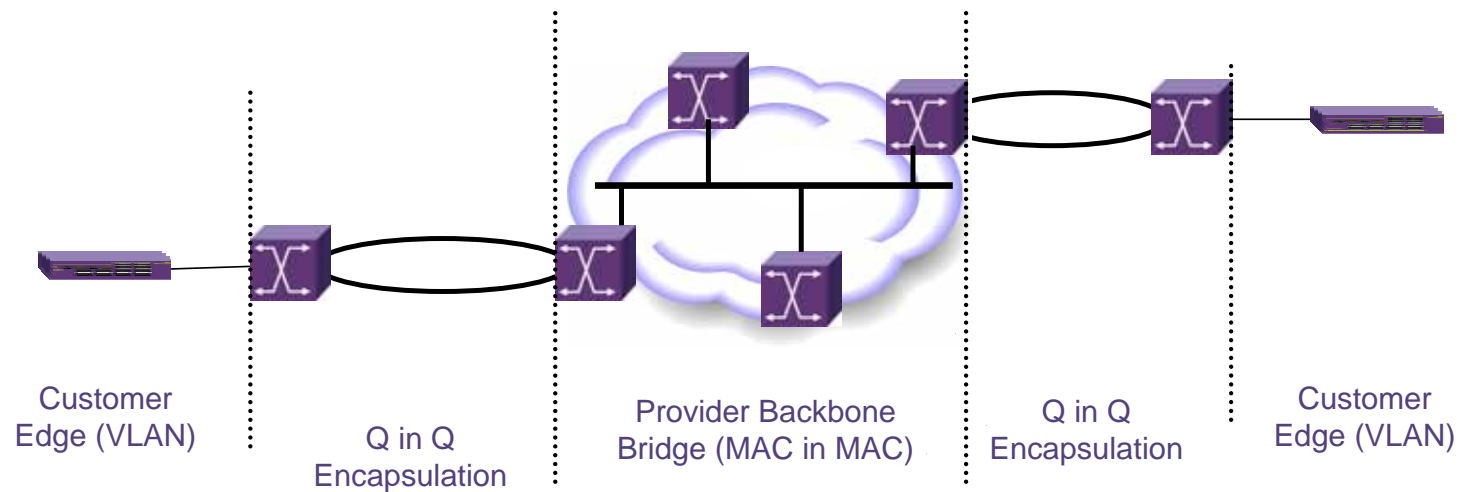 Customer
Edge (VLAN)
Q in Q
Encapsulation
Provider Backbone
Bridge (MAC in MAC)
Q in Q
Encapsulation
Customer
Edge (VLAN)